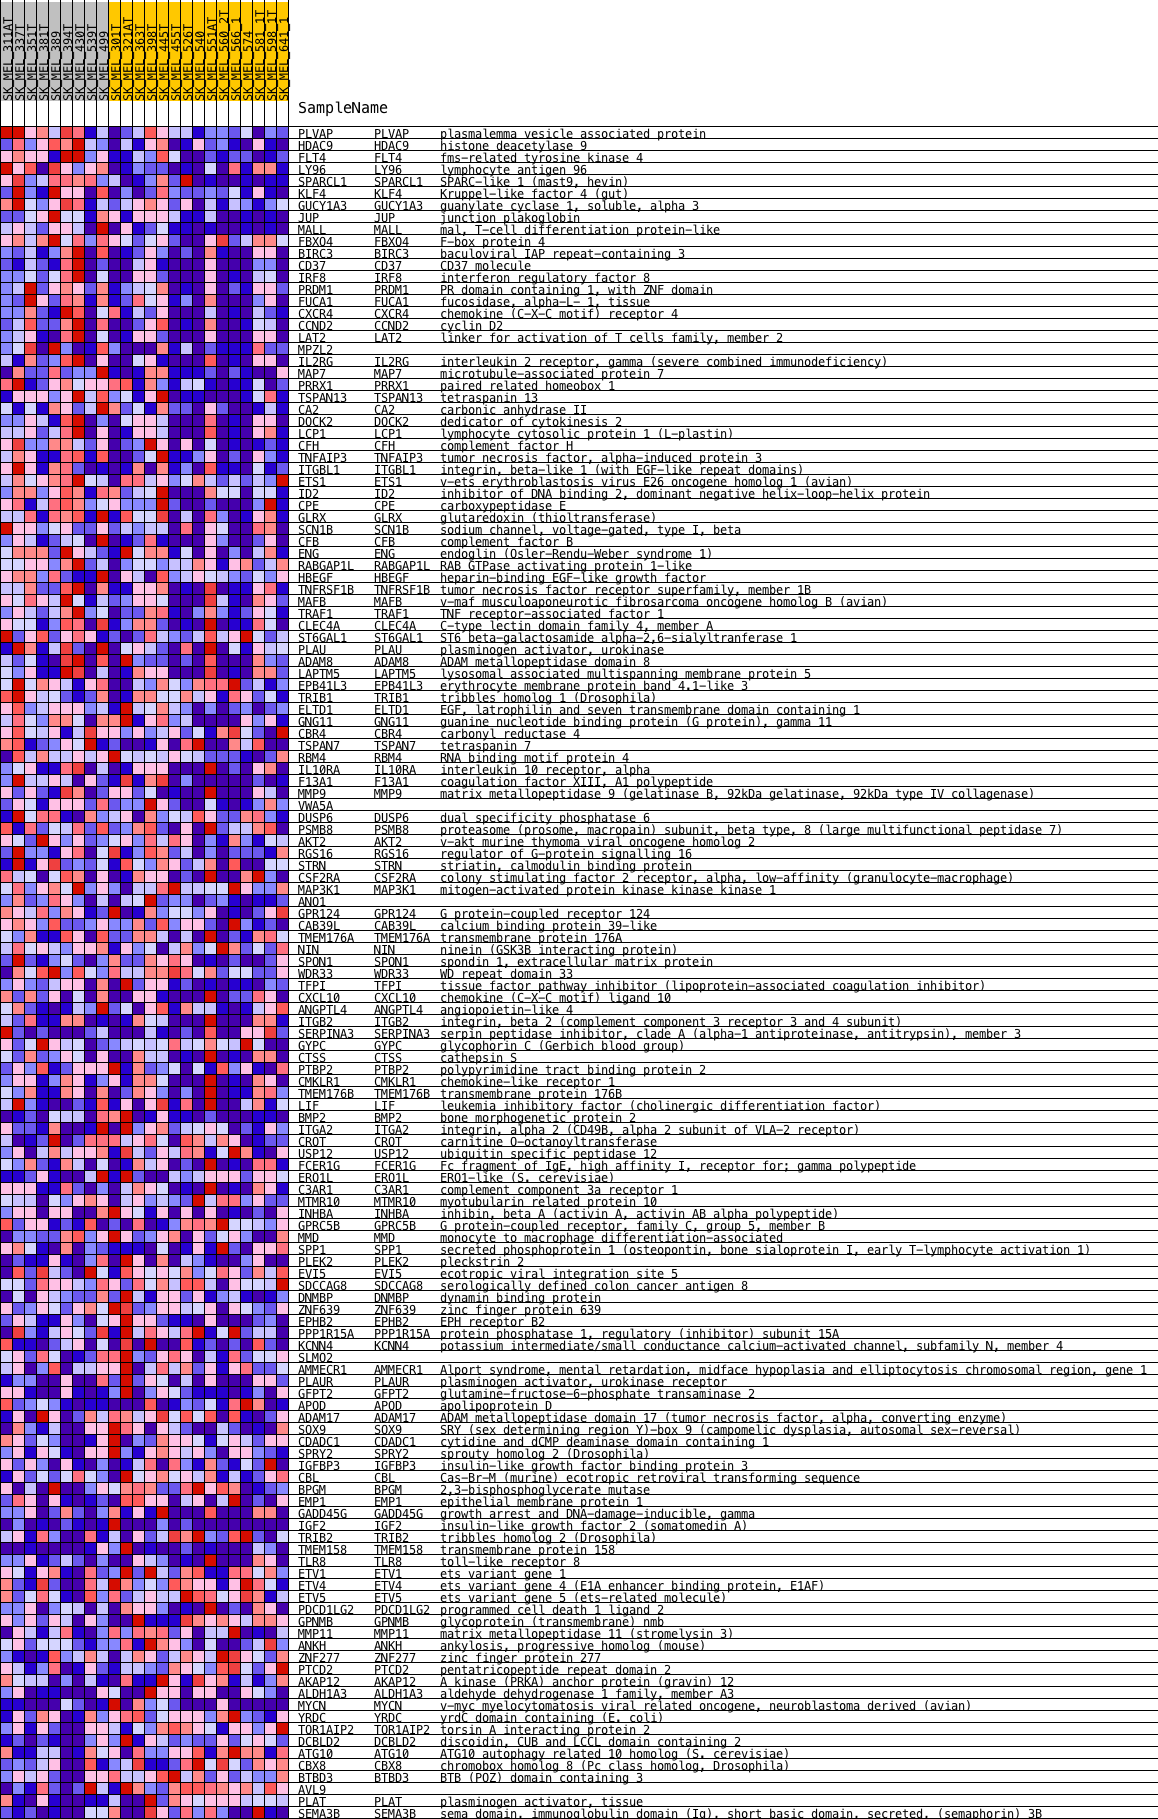 SK_MEL_311AT
SK_MEL_337T
SK_MEL_351T
SK_MEL_381T
SK_MEL_389
SK_MEL_394T
SK_MEL_430T
SK_MEL_539T
SK_MEL_499
SK_MEL_301T
SK_MEL_321AT
SK_MEL_363T
SK_MEL_398T
SK_MEL_445T
SK_MEL_455T
SK_MEL_526T
SK_MEL_540
SK_MEL_551AT
SK_MEL_560_2T
SK_MEL_566_1
SK_MEL_574
SK_MEL_581_1T
SK_MEL_598_1T
SK_MEL_641_1
SampleName
PLVAP PLVAP plasmalemma vesicle associated protein
HDAC9 HDAC9 histone deacetylase 9
FLT4 FLT4 fms-related tyrosine kinase 4
LY96 LY96 lymphocyte antigen 96
SPARCL1 SPARCL1 SPARC-like 1 (mast9, hevin)
KLF4 KLF4 Kruppel-like factor 4 (gut)
GUCY1A3 GUCY1A3 guanylate cyclase 1, soluble, alpha 3
JUP JUP junction plakoglobin
MALL MALL mal, T-cell differentiation protein-like
FBXO4 FBXO4 F-box protein 4
BIRC3 BIRC3 baculoviral IAP repeat-containing 3
CD37 CD37 CD37 molecule
IRF8 IRF8 interferon regulatory factor 8
PRDM1 PRDM1 PR domain containing 1, with ZNF domain
FUCA1 FUCA1 fucosidase, alpha-L- 1, tissue
CXCR4 CXCR4 chemokine (C-X-C motif) receptor 4
CCND2 CCND2 cyclin D2
LAT2 LAT2 linker for activation of T cells family, member 2
MPZL2
IL2RG IL2RG interleukin 2 receptor, gamma (severe combined immunodeficiency)
MAP7 MAP7 microtubule-associated protein 7
PRRX1 PRRX1 paired related homeobox 1
TSPAN13 TSPAN13 tetraspanin 13
CA2 CA2 carbonic anhydrase II
DOCK2 DOCK2 dedicator of cytokinesis 2
LCP1 LCP1 lymphocyte cytosolic protein 1 (L-plastin)
CFH CFH complement factor H
TNFAIP3 TNFAIP3 tumor necrosis factor, alpha-induced protein 3
ITGBL1 ITGBL1 integrin, beta-like 1 (with EGF-like repeat domains)
ETS1 ETS1 v-ets erythroblastosis virus E26 oncogene homolog 1 (avian)
ID2 ID2 inhibitor of DNA binding 2, dominant negative helix-loop-helix protein
CPE CPE carboxypeptidase E
GLRX GLRX glutaredoxin (thioltransferase)
SCN1B SCN1B sodium channel, voltage-gated, type I, beta
CFB CFB complement factor B
ENG ENG endoglin (Osler-Rendu-Weber syndrome 1)
RABGAP1L RABGAP1L RAB GTPase activating protein 1-like
HBEGF HBEGF heparin-binding EGF-like growth factor
TNFRSF1B TNFRSF1B tumor necrosis factor receptor superfamily, member 1B
MAFB MAFB v-maf musculoaponeurotic fibrosarcoma oncogene homolog B (avian)
TRAF1 TRAF1 TNF receptor-associated factor 1
CLEC4A CLEC4A C-type lectin domain family 4, member A
ST6GAL1 ST6GAL1 ST6 beta-galactosamide alpha-2,6-sialyltranferase 1
PLAU PLAU plasminogen activator, urokinase
ADAM8 ADAM8 ADAM metallopeptidase domain 8
LAPTM5 LAPTM5 lysosomal associated multispanning membrane protein 5
EPB41L3 EPB41L3 erythrocyte membrane protein band 4.1-like 3
TRIB1 TRIB1 tribbles homolog 1 (Drosophila)
ELTD1 ELTD1 EGF, latrophilin and seven transmembrane domain containing 1
GNG11 GNG11 guanine nucleotide binding protein (G protein), gamma 11
CBR4 CBR4 carbonyl reductase 4
TSPAN7 TSPAN7 tetraspanin 7
RBM4 RBM4 RNA binding motif protein 4
IL10RA IL10RA interleukin 10 receptor, alpha
F13A1 F13A1 coagulation factor XIII, A1 polypeptide
MMP9 MMP9 matrix metallopeptidase 9 (gelatinase B, 92kDa gelatinase, 92kDa type IV collagenase)
VWA5A
DUSP6 DUSP6 dual specificity phosphatase 6
PSMB8 PSMB8 proteasome (prosome, macropain) subunit, beta type, 8 (large multifunctional peptidase 7)
AKT2 AKT2 v-akt murine thymoma viral oncogene homolog 2
RGS16 RGS16 regulator of G-protein signalling 16
STRN STRN striatin, calmodulin binding protein
CSF2RA CSF2RA colony stimulating factor 2 receptor, alpha, low-affinity (granulocyte-macrophage)
MAP3K1 MAP3K1 mitogen-activated protein kinase kinase kinase 1
ANO1
GPR124 GPR124 G protein-coupled receptor 124
CAB39L CAB39L calcium binding protein 39-like
TMEM176A TMEM176A transmembrane protein 176A
NIN NIN ninein (GSK3B interacting protein)
SPON1 SPON1 spondin 1, extracellular matrix protein
WDR33 WDR33 WD repeat domain 33
TFPI TFPI tissue factor pathway inhibitor (lipoprotein-associated coagulation inhibitor)
CXCL10 CXCL10 chemokine (C-X-C motif) ligand 10
ANGPTL4 ANGPTL4 angiopoietin-like 4
ITGB2 ITGB2 integrin, beta 2 (complement component 3 receptor 3 and 4 subunit)
SERPINA3 SERPINA3 serpin peptidase inhibitor, clade A (alpha-1 antiproteinase, antitrypsin), member 3
GYPC GYPC glycophorin C (Gerbich blood group)
CTSS CTSS cathepsin S
PTBP2 PTBP2 polypyrimidine tract binding protein 2
CMKLR1 CMKLR1 chemokine-like receptor 1
TMEM176B TMEM176B transmembrane protein 176B
LIF LIF leukemia inhibitory factor (cholinergic differentiation factor)
BMP2 BMP2 bone morphogenetic protein 2
ITGA2 ITGA2 integrin, alpha 2 (CD49B, alpha 2 subunit of VLA-2 receptor)
CROT CROT carnitine O-octanoyltransferase
USP12 USP12 ubiquitin specific peptidase 12
FCER1G FCER1G Fc fragment of IgE, high affinity I, receptor for; gamma polypeptide
ERO1L ERO1L ERO1-like (S. cerevisiae)
C3AR1 C3AR1 complement component 3a receptor 1
MTMR10 MTMR10 myotubularin related protein 10
INHBA INHBA inhibin, beta A (activin A, activin AB alpha polypeptide)
GPRC5B GPRC5B G protein-coupled receptor, family C, group 5, member B
MMD MMD monocyte to macrophage differentiation-associated
SPP1 SPP1 secreted phosphoprotein 1 (osteopontin, bone sialoprotein I, early T-lymphocyte activation 1)
PLEK2 PLEK2 pleckstrin 2
EVI5 EVI5 ecotropic viral integration site 5
SDCCAG8 SDCCAG8 serologically defined colon cancer antigen 8
DNMBP DNMBP dynamin binding protein
ZNF639 ZNF639 zinc finger protein 639
EPHB2 EPHB2 EPH receptor B2
PPP1R15A PPP1R15A protein phosphatase 1, regulatory (inhibitor) subunit 15A
KCNN4 KCNN4 potassium intermediate/small conductance calcium-activated channel, subfamily N, member 4
SLMO2
AMMECR1 AMMECR1 Alport syndrome, mental retardation, midface hypoplasia and elliptocytosis chromosomal region, gene 1
PLAUR PLAUR plasminogen activator, urokinase receptor
GFPT2 GFPT2 glutamine-fructose-6-phosphate transaminase 2
APOD APOD apolipoprotein D
ADAM17 ADAM17 ADAM metallopeptidase domain 17 (tumor necrosis factor, alpha, converting enzyme)
SOX9 SOX9 SRY (sex determining region Y)-box 9 (campomelic dysplasia, autosomal sex-reversal)
CDADC1 CDADC1 cytidine and dCMP deaminase domain containing 1
SPRY2 SPRY2 sprouty homolog 2 (Drosophila)
IGFBP3 IGFBP3 insulin-like growth factor binding protein 3
CBL CBL Cas-Br-M (murine) ecotropic retroviral transforming sequence
BPGM BPGM 2,3-bisphosphoglycerate mutase
EMP1 EMP1 epithelial membrane protein 1
GADD45G GADD45G growth arrest and DNA-damage-inducible, gamma
IGF2 IGF2 insulin-like growth factor 2 (somatomedin A)
TRIB2 TRIB2 tribbles homolog 2 (Drosophila)
TMEM158 TMEM158 transmembrane protein 158
TLR8 TLR8 toll-like receptor 8
ETV1 ETV1 ets variant gene 1
ETV4 ETV4 ets variant gene 4 (E1A enhancer binding protein, E1AF)
ETV5 ETV5 ets variant gene 5 (ets-related molecule)
PDCD1LG2 PDCD1LG2 programmed cell death 1 ligand 2
GPNMB GPNMB glycoprotein (transmembrane) nmb
MMP11 MMP11 matrix metallopeptidase 11 (stromelysin 3)
ANKH ANKH ankylosis, progressive homolog (mouse)
ZNF277 ZNF277 zinc finger protein 277
PTCD2 PTCD2 pentatricopeptide repeat domain 2
AKAP12 AKAP12 A kinase (PRKA) anchor protein (gravin) 12
ALDH1A3 ALDH1A3 aldehyde dehydrogenase 1 family, member A3
MYCN MYCN v-myc myelocytomatosis viral related oncogene, neuroblastoma derived (avian)
YRDC YRDC yrdC domain containing (E. coli)
TOR1AIP2 TOR1AIP2 torsin A interacting protein 2
DCBLD2 DCBLD2 discoidin, CUB and LCCL domain containing 2
ATG10 ATG10 ATG10 autophagy related 10 homolog (S. cerevisiae)
CBX8 CBX8 chromobox homolog 8 (Pc class homolog, Drosophila)
BTBD3 BTBD3 BTB (POZ) domain containing 3
AVL9
PLAT PLAT plasminogen activator, tissue
SEMA3B SEMA3B sema domain, immunoglobulin domain (Ig), short basic domain, secreted, (semaphorin) 3B